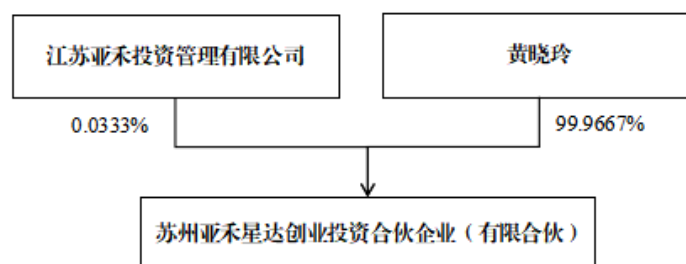 江苏亚禾投资管理有限公司
黄晓玲
0.0333%
99.9667%
苏州亚禾星达创业投资合伙企业（有限合伙）